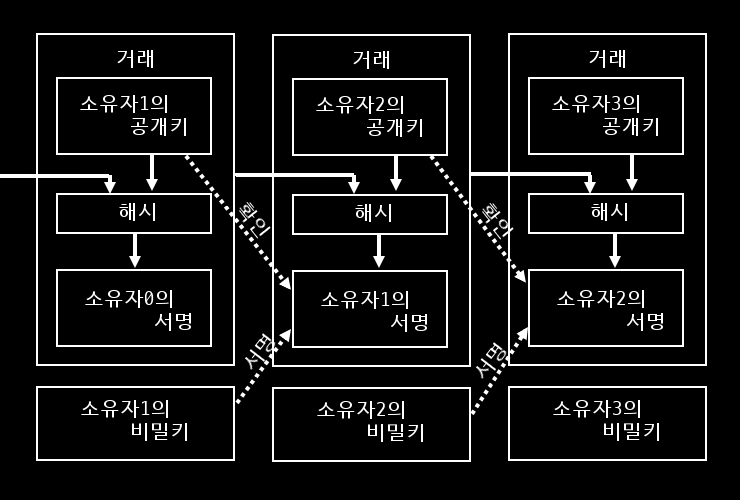 거래
소유자1의
공개키
해시
소유자0의
서명
소유자1의
비밀키
확인
서명
거래
소유자2의
공개키
해시
소유자1의
서명
소유자2의
비밀키
확인
서명
거래
소유자3의
공개키
해시
소유자2의
서명
소유자3의
비밀키